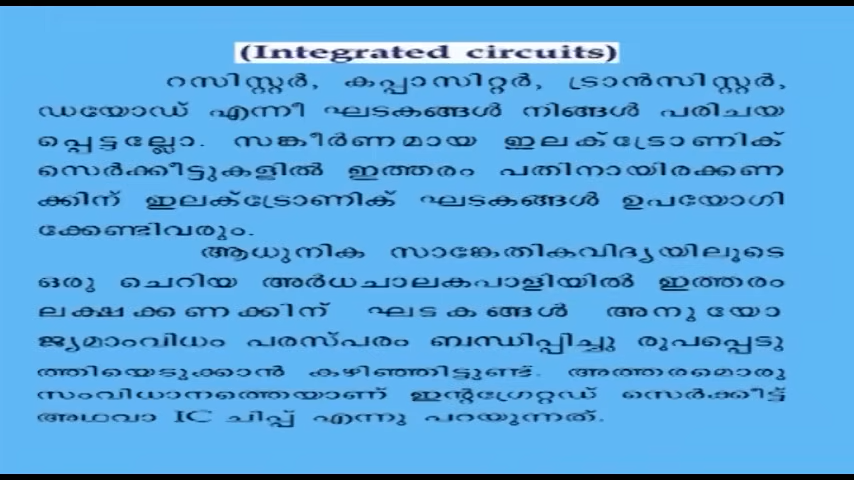 (Integrated circuits)
റസിസ്റ്റർ, കപ്പാസിറ്റർ, ട്രാൻസിസ്റ്റർ,
ഡയോഡ് എന്നീ ഘടകങ്ങൾ നിങ്ങൾ പരിചയ
പ്പെട്ടല്ലോ. സങ്കീർണമായ ഇലക്ട്രോണിക്
സെർക്കീട്ടുകളിൽ ഇത്തരം പതിനായിരക്കണ
ക്കിന് ഇലക്ട്രോണിക് ഘടകങ്ങൾ ഉപയോഗി
ക്കേണ്ടിവരും.
ആധുനിക സാങ്കേതികവിദ്യയിലൂടെ
ഒരു ചെറിയ അർധചാലകപാളിയിൽ ഇത്തരം
ലക്ഷക്കണക്കിന് ഘടകങ്ങൾ അനുയോ
ജ്യമാംവിധം പരസ്പരം ബന്ധിപ്പിച്ചു രൂപപ്പെടു
ത്തിയെടുക്കാൻ കഴിഞ്ഞിട്ടുണ്ട്. അത്തരമൊരു
സംവിധാനത്തെയാണ് ഇന്റഗ്രേറ്റഡ് സെർക്കീട്ട്
അഥവാ IC ചിപ്പ് എന്നു പറയുന്നത്.